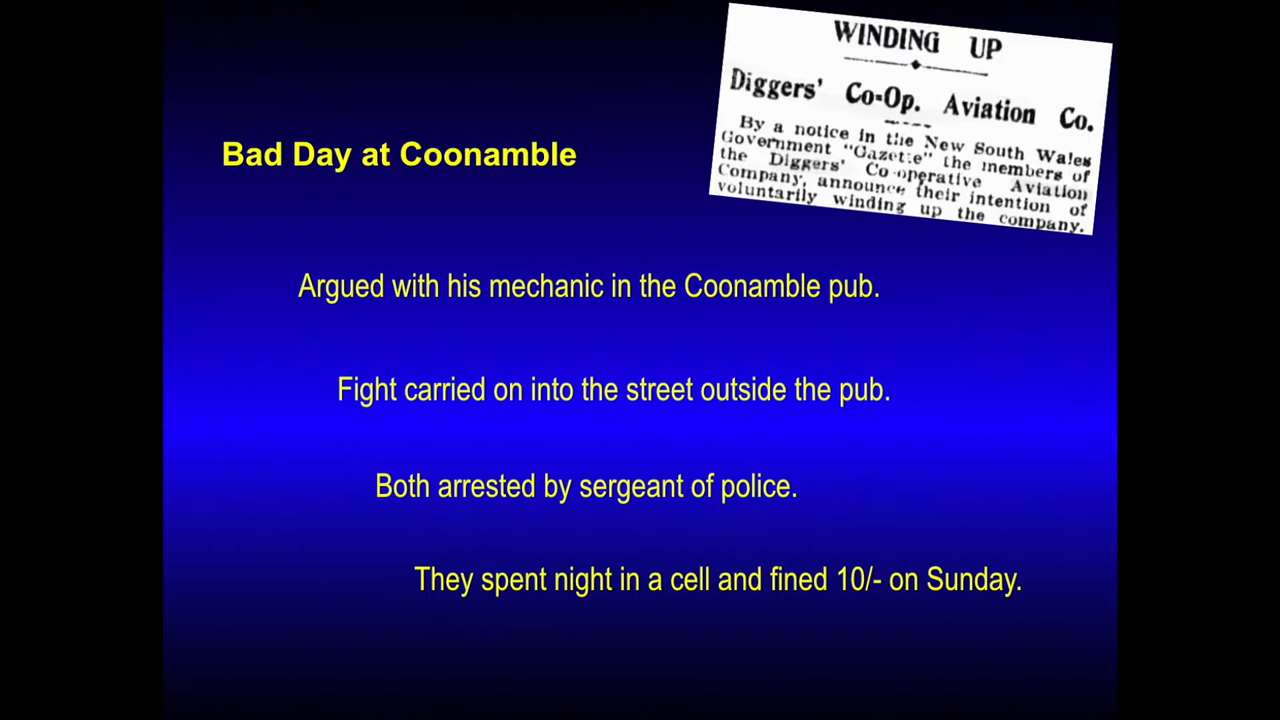 WINDING UP
Diggers' Co-Op. Aviation Co.
By a notice in the New South Wales
Government "Gazette" the members of
the Diggers' Co-operative Aviation
Company, announce their intention of
voluntarily winding up the company.
Bad Day at Coonamble
Argued with his mechanic in the Coonamble pub.
Fight carried on into the street outside the pub.
Both arrested by sergeant of police.
They spent night in a cell and fined 10/- on Sunday.